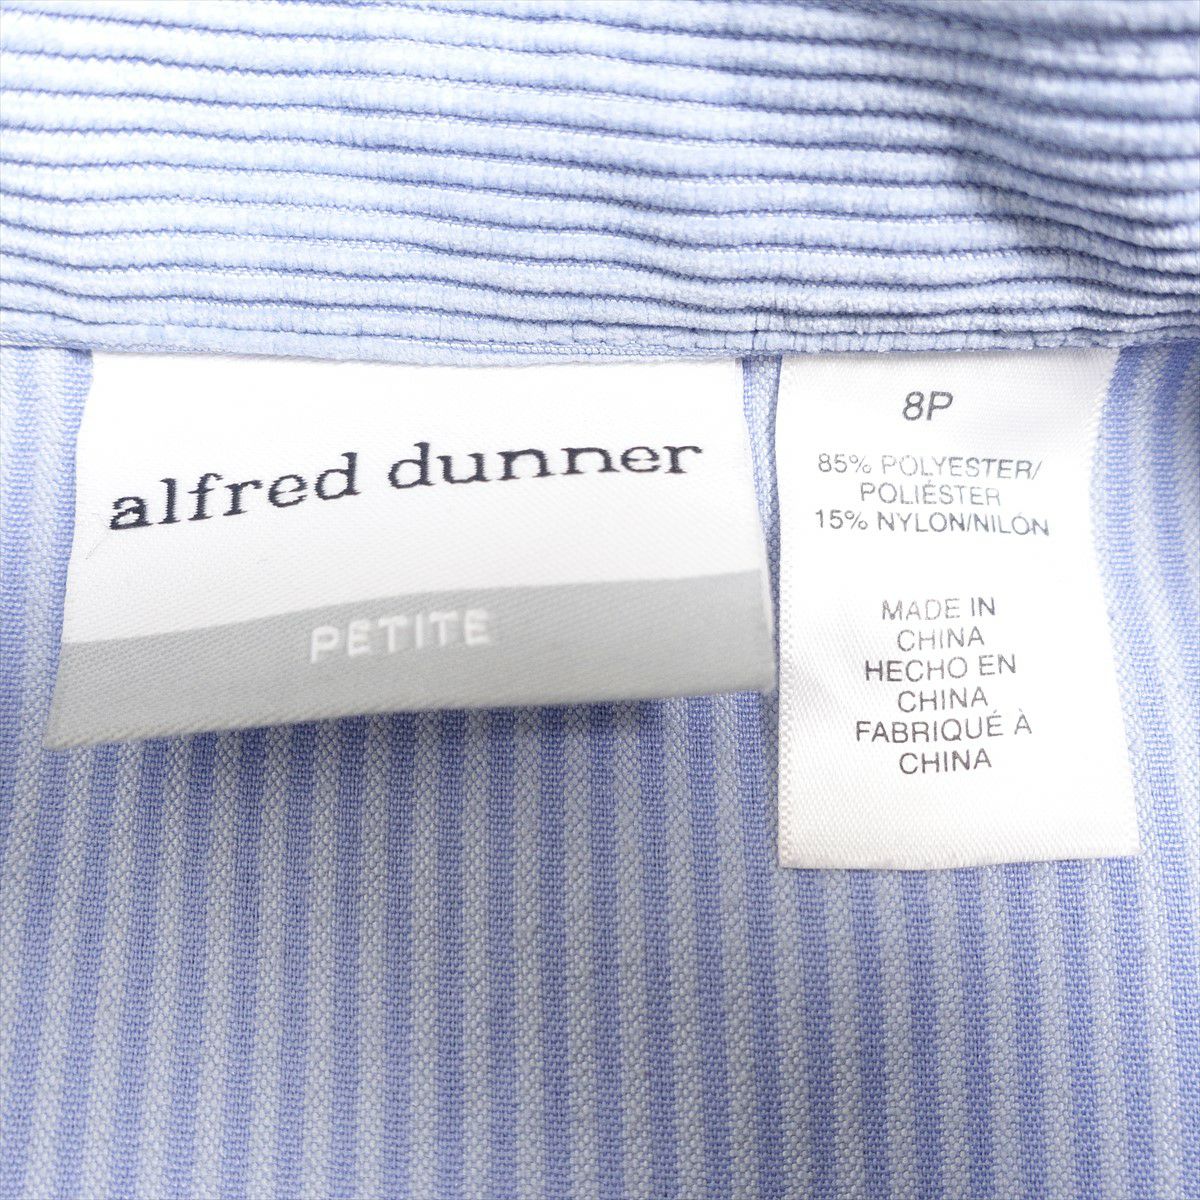 alfred dunner
PETITE
8P
85% POLYESTER/
POLIÉSTER
15% NYLON/NILÓN
MADE IN
CHINA
HECHO EN
CHINA
FABRIQUÉ À
CHINA